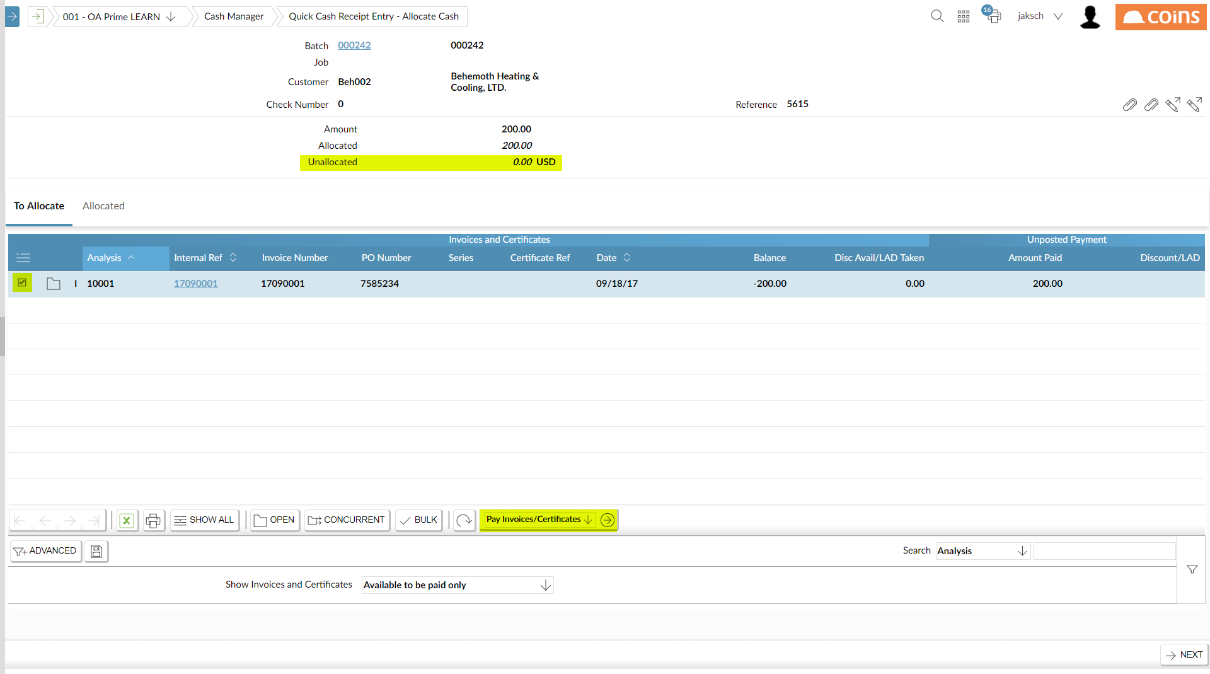 001 - OA Prime LEARN Cash Manager Quick Cash Receipt Entry - Allocate Cash 16 jaksch coins
Batch 000242 000242
Job
Customer Beh002 Behemoth Heating &
Cooling, LTD.
Check Number 0 Reference 5615
Amount 200.00
Allocated 200.00
Unallocated 0.00 USD
To Allocate Allocated
Invoices and Certificates Unposted Payment
Analysis Internal Ref Invoice Number PO Number Series Certificate Ref Date Balance Disc Avail/LAD Taken Amount Paid Discount/LAD
I 10001 17090001 17090001 7585234 09/18/17 -200.00 0.00 200.00
SHOW ALL OPEN CONCURRENT BULK Pay Invoices/Certificates
ADVANCED Search Analysis
Show Invoices and Certificates Available to be paid only
NEXT